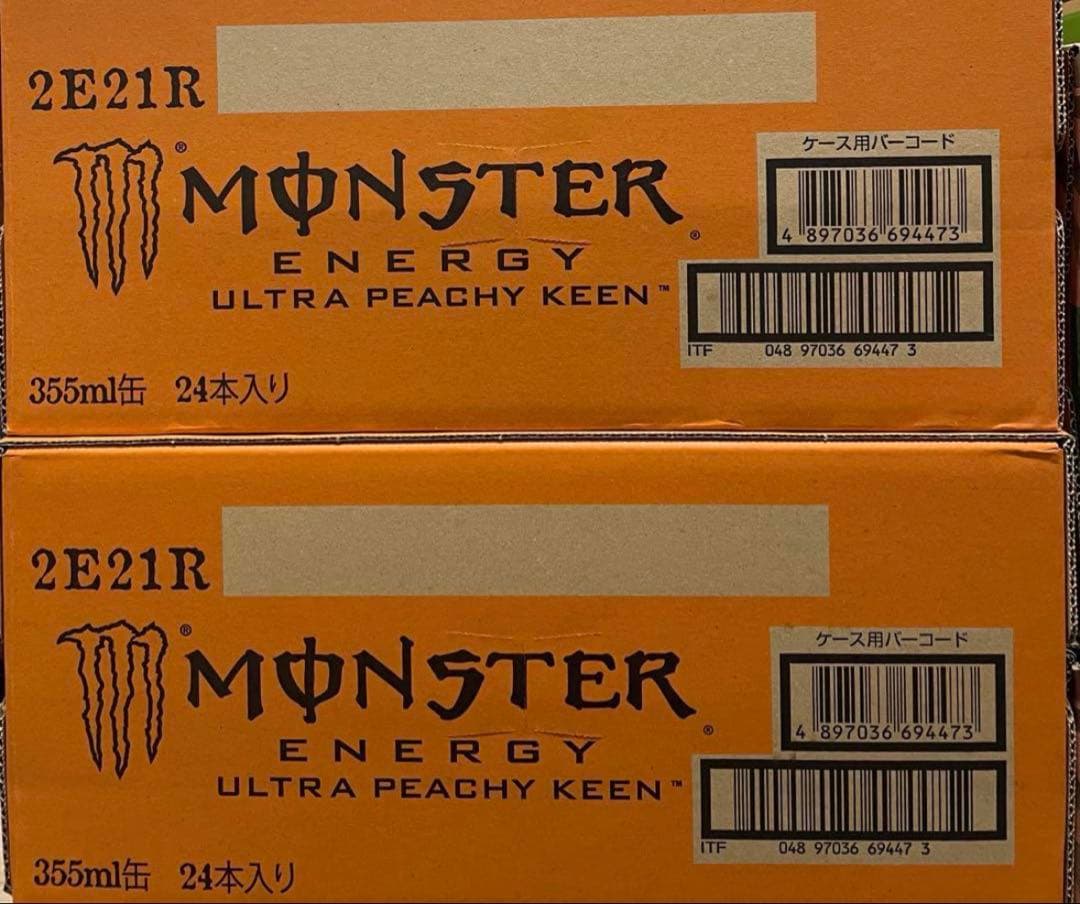 2E21R
ケース用バーコード
® MONSTER ®
4 897036 694473
ENERGY
ULTRA PEACHY KEEN™
ITF 048 97036 69447 3
355ml缶 24本入り
2E21R
ケース用バーコード
® MONSTER ®
4 897036 694473
ENERGY
ULTRA PEACHY KEEN™
ITF 048 97036 69447 3
355ml缶 24本入り